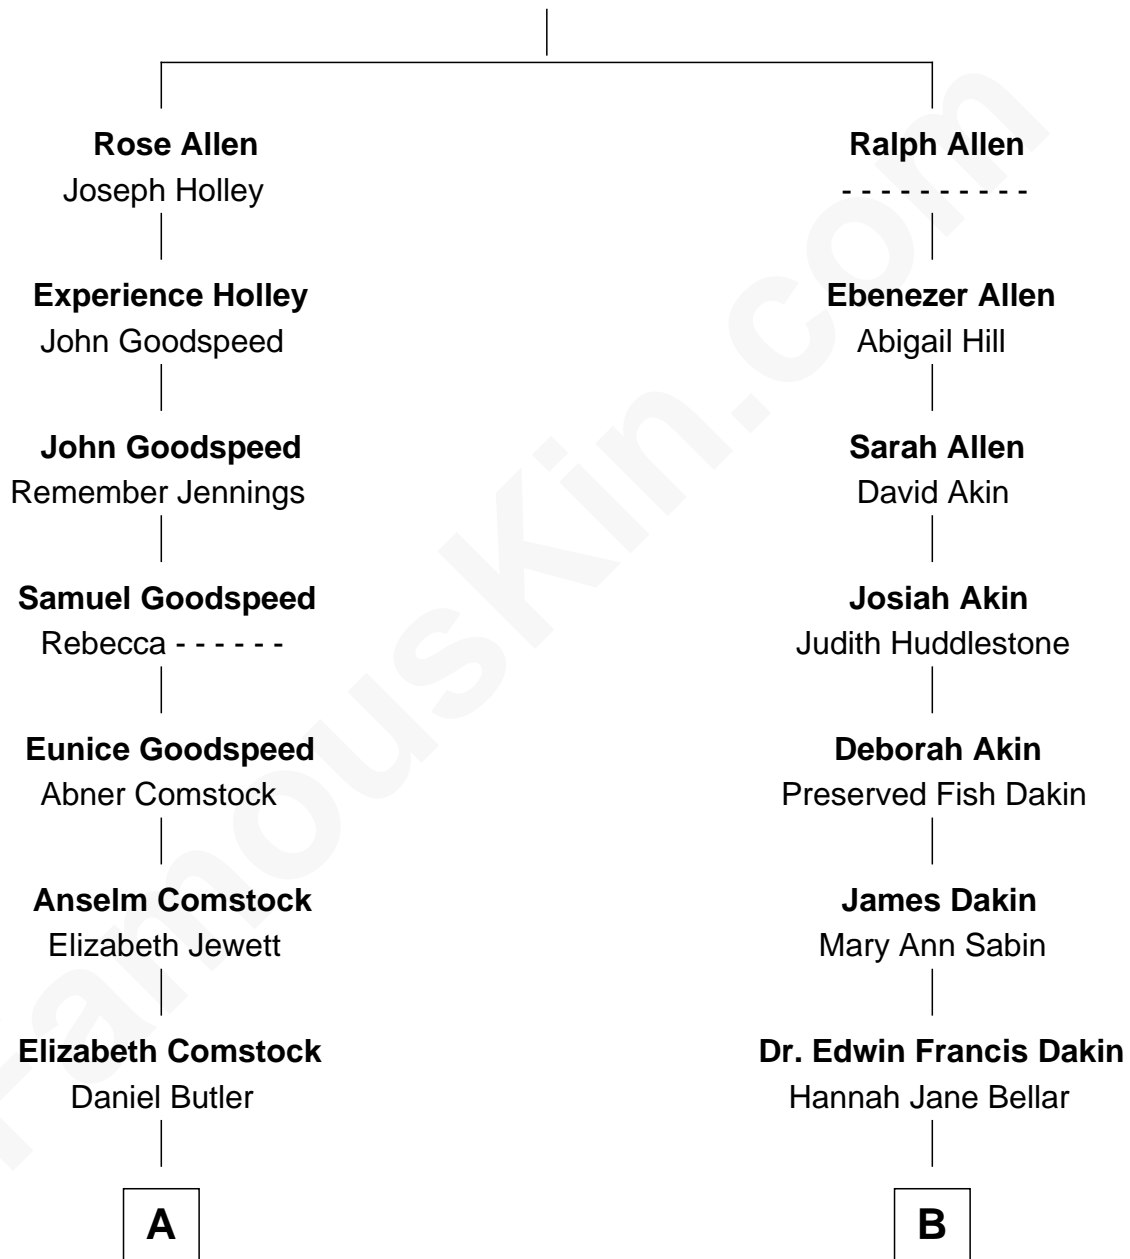 Rose Allen
Joseph Holley
Experience Holley
John Goodspeed
John Goodspeed
Remember Jennings
Samuel Goodspeed
Rebecca - - - - - -
Eunice Goodspeed
Abner Comstock
Anselm Comstock
Elizabeth Jewett
Elizabeth Comstock
Daniel Butler
A
Ralph Allen
- - - - - - - - - -
Ebenezer Allen
Abigail Hill
Sarah Allen
David Akin
Josiah Akin
Judith Huddlestone
Deborah Akin
Preserved Fish Dakin
James Dakin
Mary Ann Sabin
Dr. Edwin Francis Dakin
Hannah Jane Bellar
B
FamousKin.com